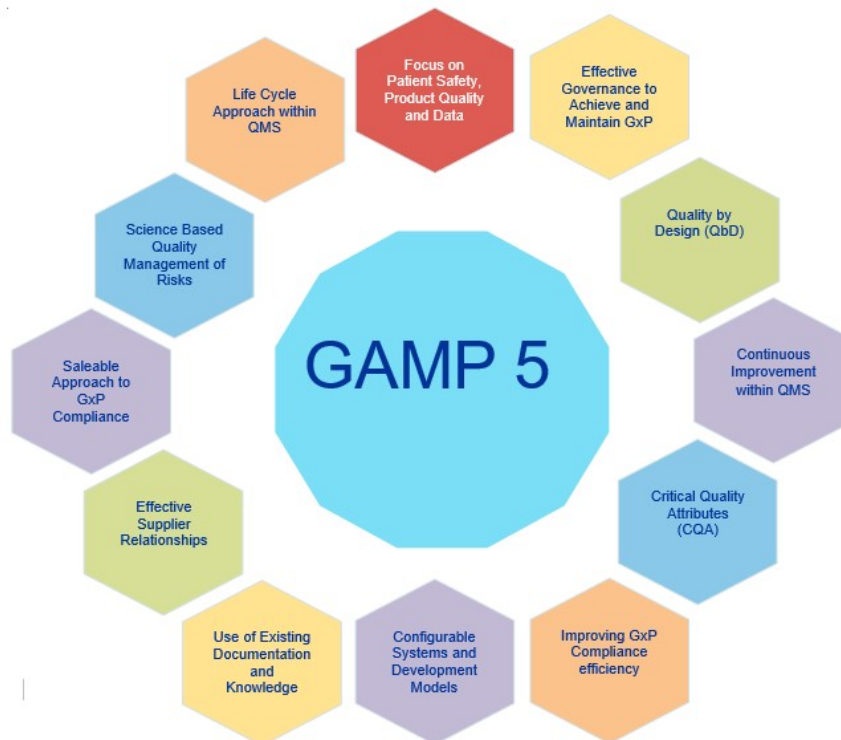 Focus on
Patient Safety,
Product Quality
and Data
Effective
Governance to
Achieve and
Maintain GxP
Quality by
Design (QbD)
Continuous
Improvement
within QMS
Critical Quality
Attributes
(CQA)
Improving GxP
Compliance
efficiency
Configurable
Systems and
Development
Models
Use of Existing
Documentation
and
Knowledge
Effective
Supplier
Relationships
Saleable
Approach to
GxP
Compliance
Science Based
Quality
Management of
Risks
Life Cycle
Approach within
QMS
GAMP 5